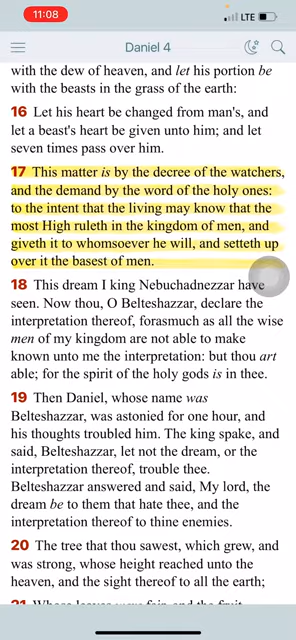 11:08
LTE
Daniel 4
with the dew of heaven, and let his portion be
with the beasts in the grass of the earth:
16 Let his heart be changed from man's, and
let a beast's heart be given unto him; and let
seven times pass over him.
17 This matter is by the decree of the watchers,
and the demand by the word of the holy ones:
to the intent that the living may know that the
most High ruleth in the kingdom of men, and
giveth it to whomsoever he will, and setteth up
over it the basest of men.
18 This dream I king Nebuchadnezzar have
seen. Now thou, O Belteshazzar, declare the
interpretation thereof, forasmuch as all the wise
men of my kingdom are not able to make
known unto me the interpretation: but thou art
able; for the spirit of the holy gods is in thee.
19 Then Daniel, whose name was
Belteshazzar, was astonied for one hour, and
his thoughts troubled him. The king spake, and
said, Belteshazzar, let not the dream, or the
interpretation thereof, trouble thee.
Belteshazzar answered and said, My lord, the
dream be to them that hate thee, and the
interpretation thereof to thine enemies.
20 The tree that thou sawest, which grew, and
was strong, whose height reached unto the
heaven, and the sight thereof to all the earth;
21 Whose leaves were fair, and the fruit